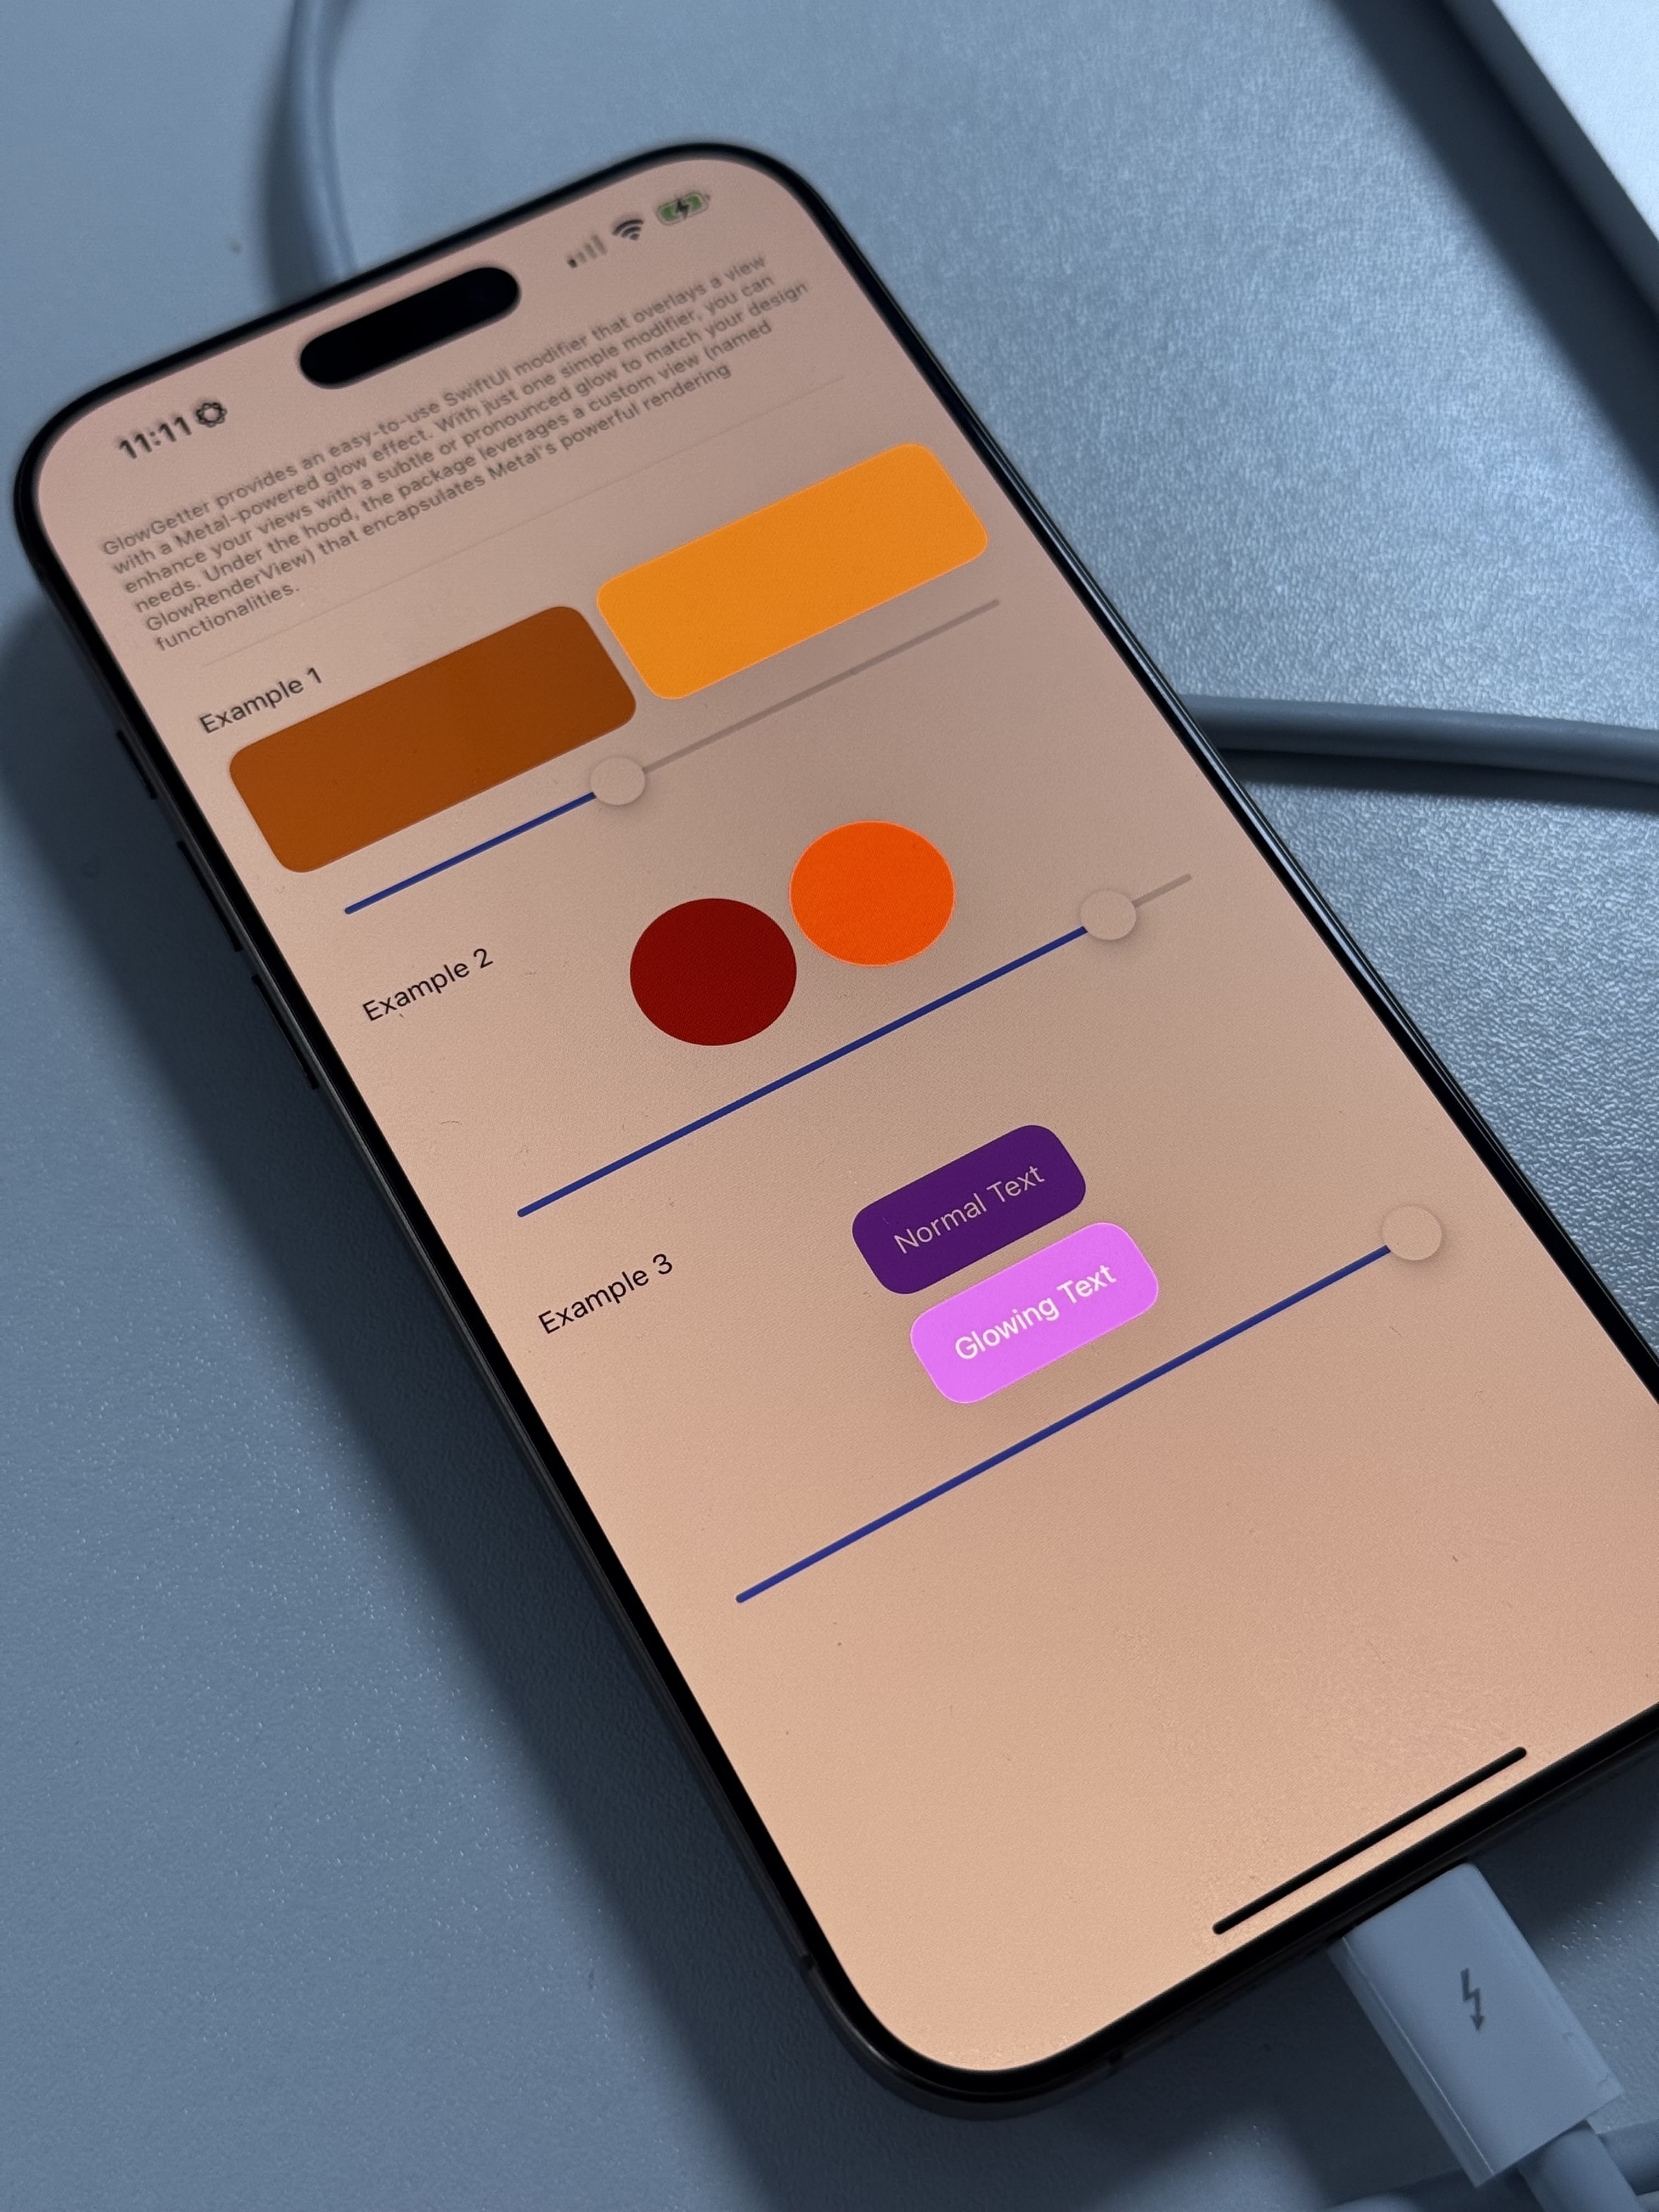 11:11
GlowGetter provides an easy-to-use SwiftUI modifier that overlays a view
with a Metal-powered glow effect. With just one simple modifier, you can
enhance your views with a subtle or pronounced glow to match your design
needs. Under the hood, the package leverages a custom view (named
GlowRenderView) that encapsulates Metal's powerful rendering
functionalities.
Example 1
Example 2
Example 3
Normal Text
Glowing Text